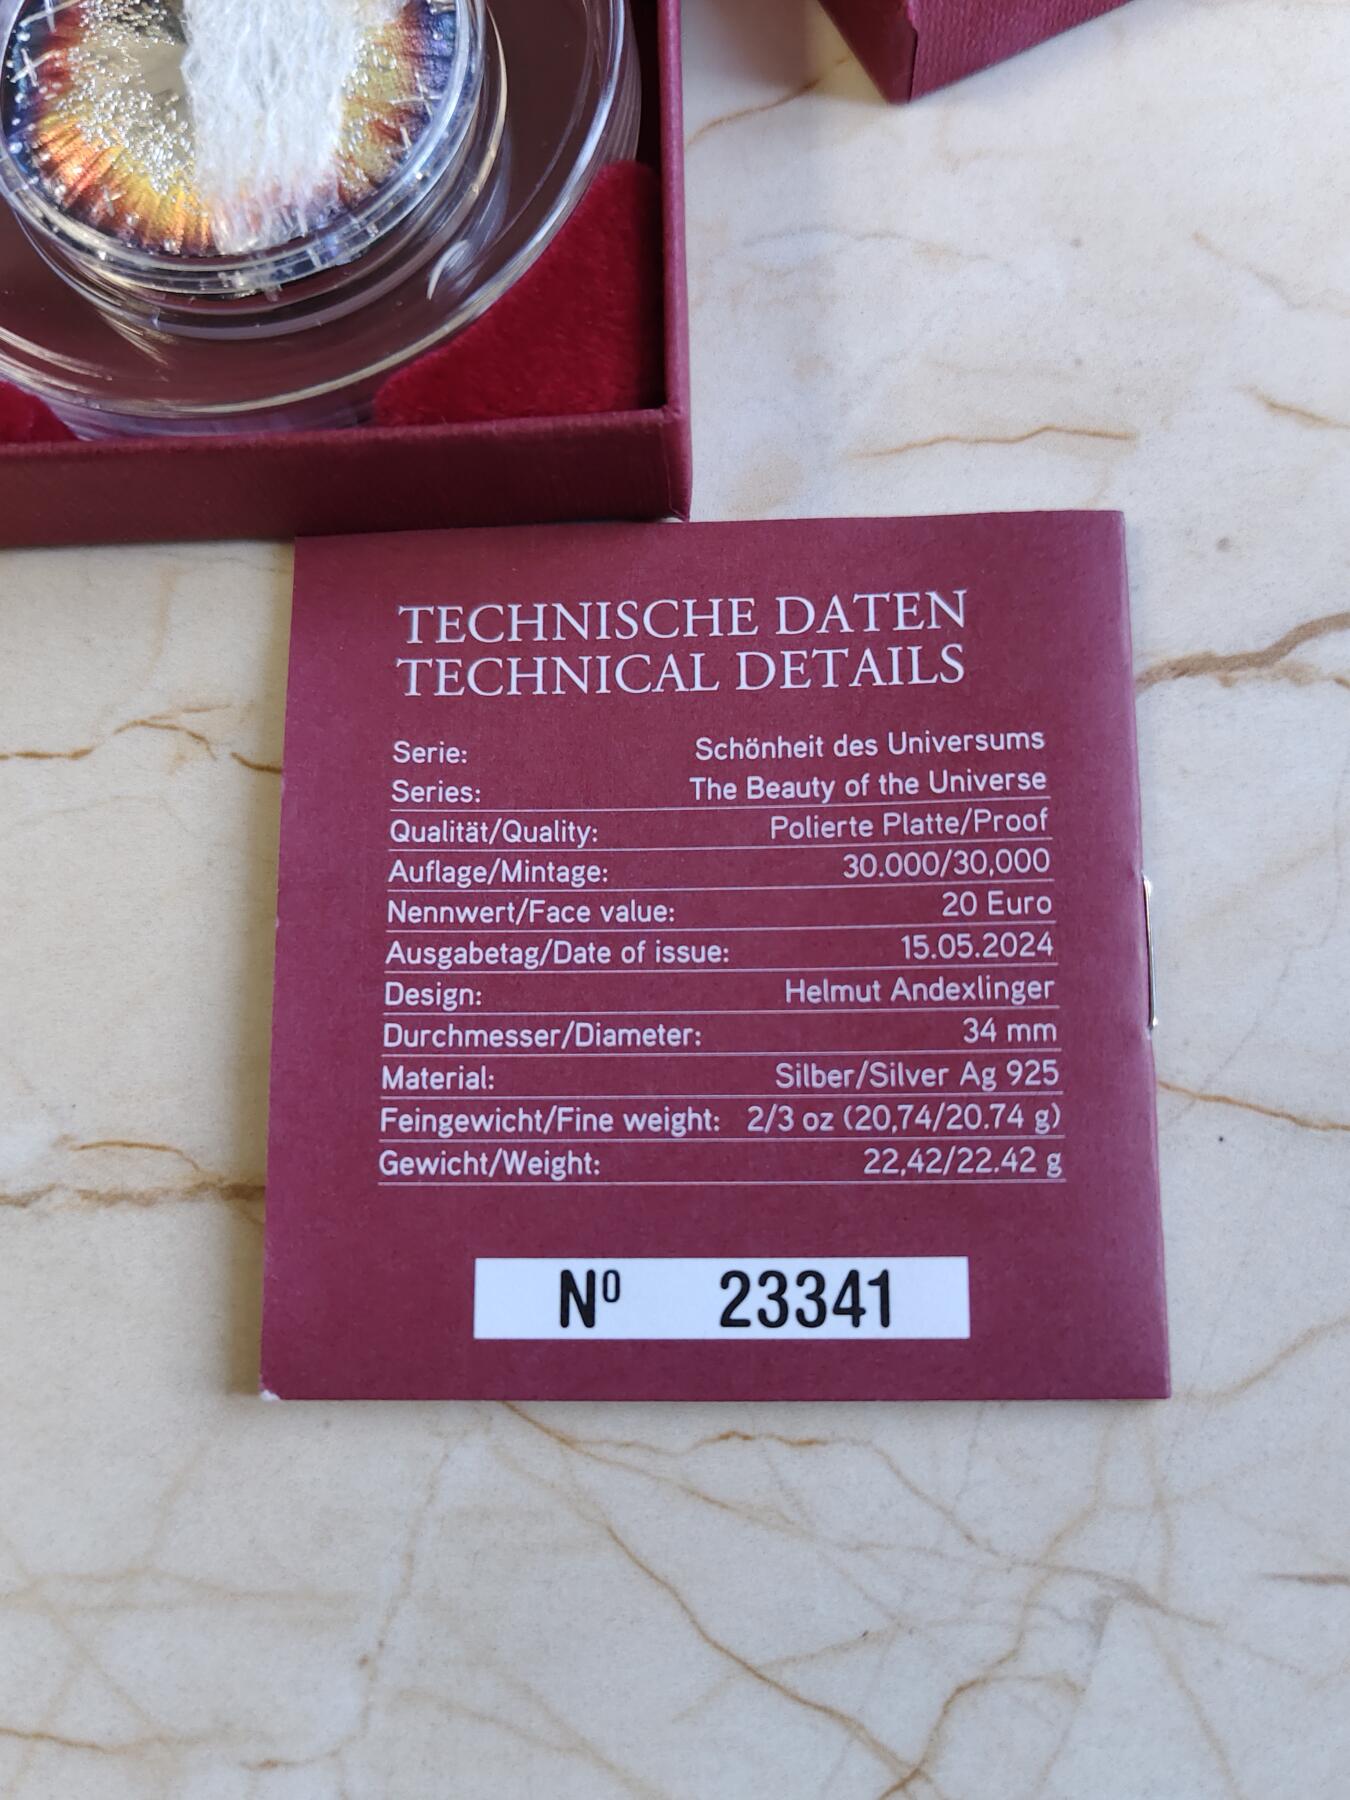 TECHNISCHE DATEN
TECHNICAL DETAILS
Serie: Schönheit des Universums
Series: The Beauty of the Universe
Qualität/Quality: Polierte Platte/Proof
Auflage/Mintage: 30.000/30,000
Nennwert/Face value: 20 Euro
Ausgabetag/Date of issue: 15.05.2024
Design: Helmut Andexlinger
Durchmesser/Diameter: 34 mm
Material: Silber/Silver Ag 925
Feingewicht/Fine weight: 2/3 oz (20,74/20.74 g)
Gewicht/Weight: 22,42/22.42 g
Nº 23341